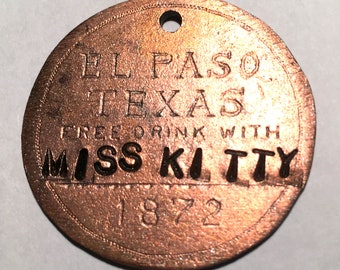 EL PASO
TEXAS
FREE DRINK WITH
MISS KITTY
1872